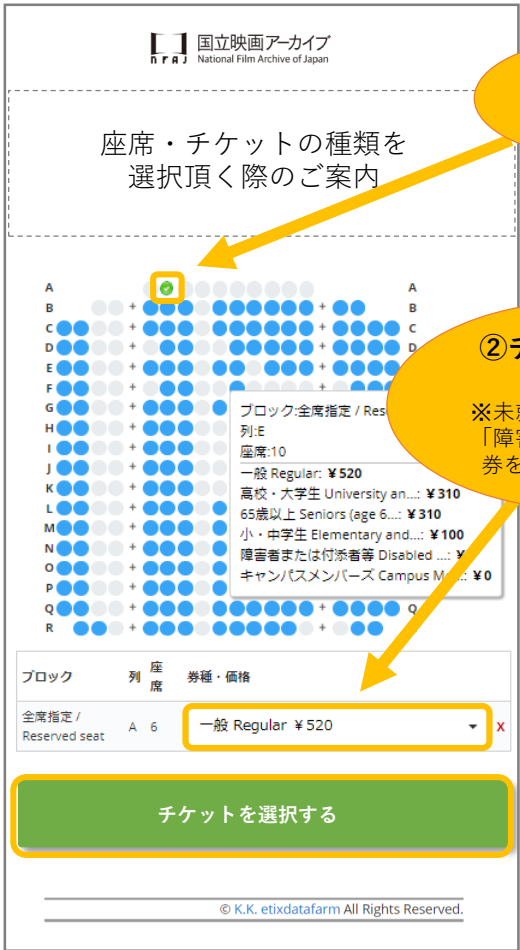 国立映画アーカイブ
NFAJ National Film Archive of Japan
座席・チケットの種類を
選択頂く際のご案内
A A
B + + B
C + + C
D + + D
E + +
F + +
G +
H +
I +
J +
K +
L +
M +
N +
O +
P +
Q + + Q
R + +
②チ
※未
「障害
券を
ブロック:全席指定 / Res
列:E
座席:10
一般 Regular: ¥520
高校・大学生 University an...: ¥310
65歳以上 Seniors (age 6...: ¥310
小・中学生 Elementary and...: ¥100
障害者または付添者等 Disabled ...: ¥
キャンパスメンバーズ Campus M...: ¥0
ブロック 列 座席 券種・価格
全席指定 /
Reserved seat A 6 一般 Regular ¥520 X
チケットを選択する
© K.K. etixdatafarm All Rights Reserved.